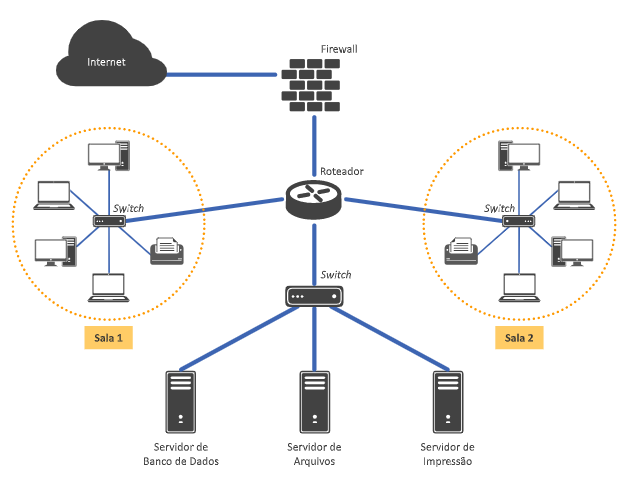 Firewall
Internet
Roteador
Switch
Switch
Switch
Sala 1
Sala 2
Servidor de
Banco de Dados
Servidor de
Arquivos
Servidor de
Impressão